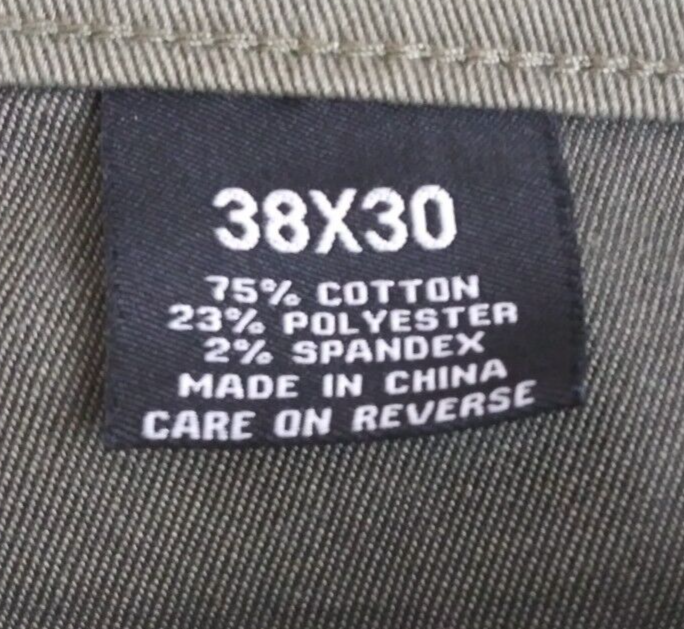 38X30
75% COTTON
23% POLYESTER
2% SPANDEX
MADE IN CHINA
CARE ON REVERSE